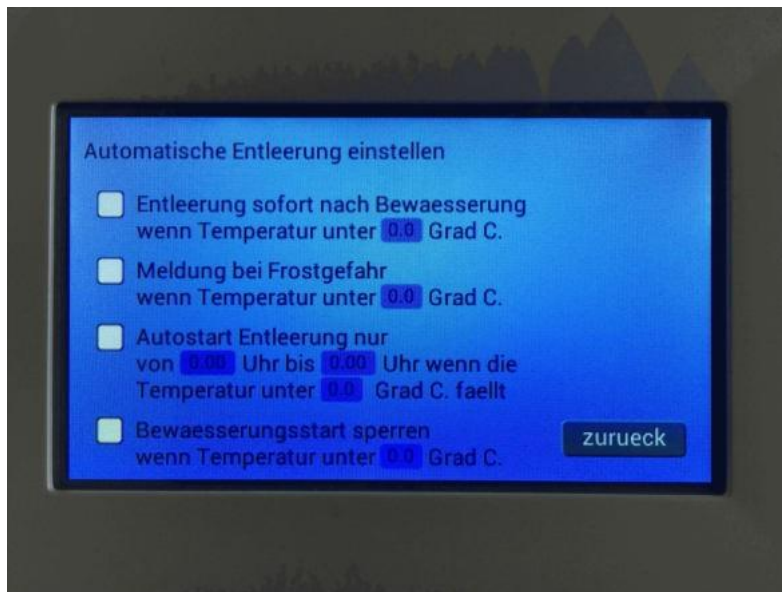 Automatische Entleerung einstellen
Entleerung sofort nach Bewaesserung
wenn Temperatur unter 0.0 Grad C.
Meldung bei Frostgefahr
wenn Temperatur unter 0.0 Grad C.
Autostart Entleerung nur
von 0.00 Uhr bis 0.00 Uhr wenn die
Temperatur unter 0.0 Grad C. faellt
Bewaesserungsstart sperren
wenn Temperatur unter 0.0 Grad C.
zurueck